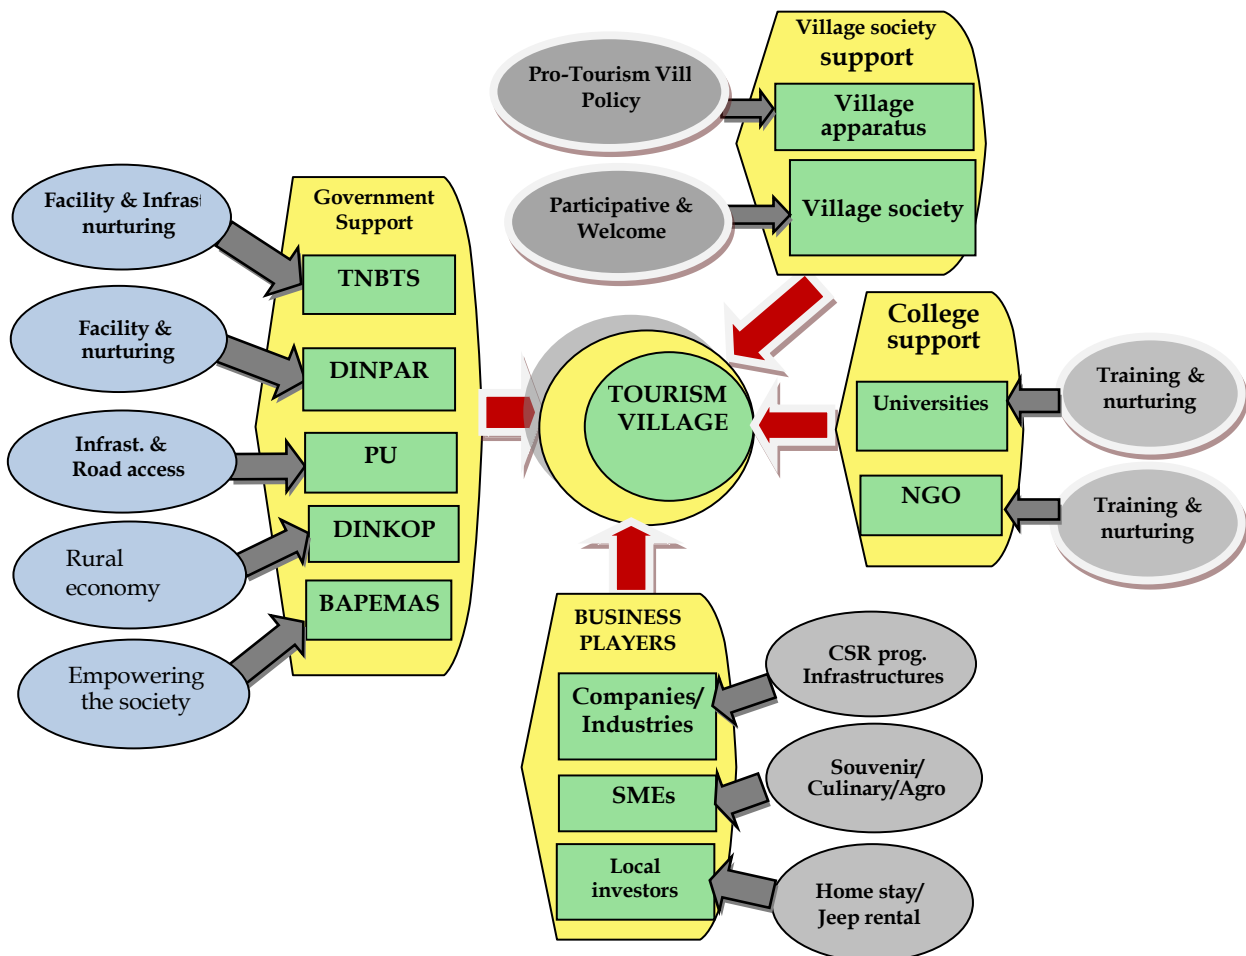 Village society
support
Pro-Tourism Vill
Policy
Village
apparatus
Participative &
Welcome
Village society
Facility & Infrast
nurturing
Government
Support
TNBTS
Facility &
nurturing
DINPAR
Infrast. &
Road access
PU
Rural
economy
DINKOP
Empowering
the society
BAPEMAS
TOURISM
VILLAGE
College
support
Universities
Training &
nurturing
NGO
Training &
nurturing
BUSINESS
PLAYERS
Companies/
Industries
CSR prog.
Infrastructures
SMEs
Souvenir/
Culinary/Agro
Local
investors
Home stay/
Jeep rental